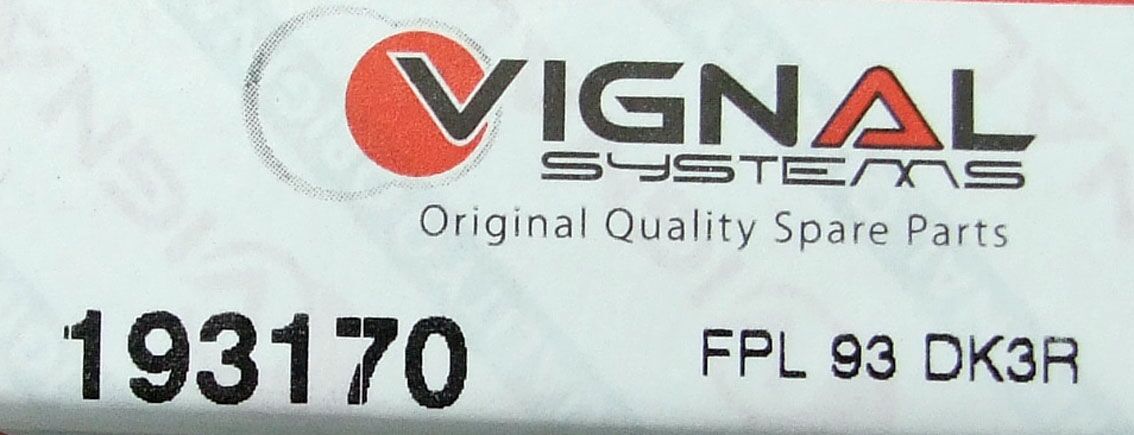 VIGNAL
SYSTEMS
Original Quality Spare Parts
193170 FPL 93 DK3R